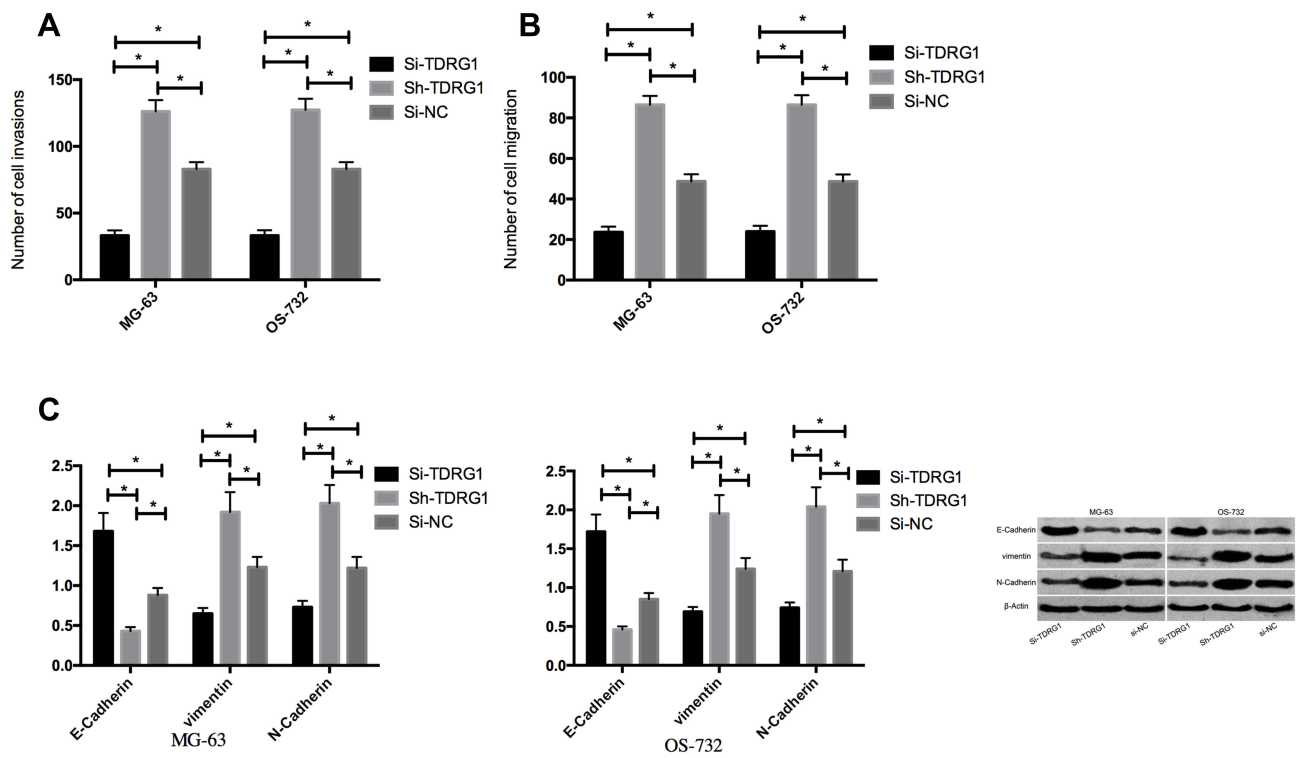 A
*
*
*
*
*
*
Number of cell invasions
150
100
50
0
MG-63
OS-732
Si-TDRG1
Sh-TDRG1
Si-NC
B
*
*
*
*
*
*
Number of cell migration
100
80
60
40
20
0
MG-63
OS-732
Si-TDRG1
Sh-TDRG1
Si-NC
C
*
*
*
*
*
*
*
*
*
2.5
2.0
1.5
1.0
0.5
0.0
E-Cadherin
vimentin
N-Cadherin
MG-63
Si-TDRG1
Sh-TDRG1
Si-NC
*
*
*
*
*
*
*
*
*
2.5
2.0
1.5
1.0
0.5
0.0
E-Cadherin
vimentin
N-Cadherin
OS-732
Si-TDRG1
Sh-TDRG1
Si-NC
MG-63
OS-732
E-Cadherin
vimentin
N-Cadherin
β-Actin
Si-TDRG1
Sh-TDRG1
si-NC
Si-TDRG1
Sh-TDRG1
si-NC